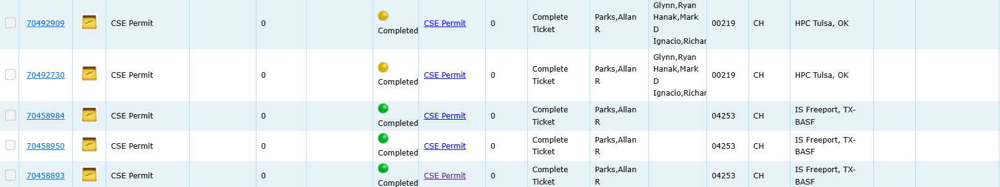 70492909 CSE Permit 0 Completed CSE Permit 0 Complete Ticket Parks,Allan R Glynn,Ryan Hanak,Mark D Ignacio,Richar 00219 CH HPC Tulsa, OK
70492730 CSE Permit 0 Completed CSE Permit 0 Complete Ticket Parks,Allan R Glynn,Ryan Hanak,Mark D Ignacio,Richar 00219 CH HPC Tulsa, OK
70458984 CSE Permit 0 Completed CSE Permit 0 Complete Ticket Parks,Allan R 04253 CH IS Freeport, TX-BASF
70458950 CSE Permit 0 Completed CSE Permit 0 Complete Ticket Parks,Allan R 04253 CH IS Freeport, TX-BASF
70458893 CSE Permit 0 Completed CSE Permit 0 Complete Ticket Parks,Allan R 04253 CH IS Freeport, TX-BASF